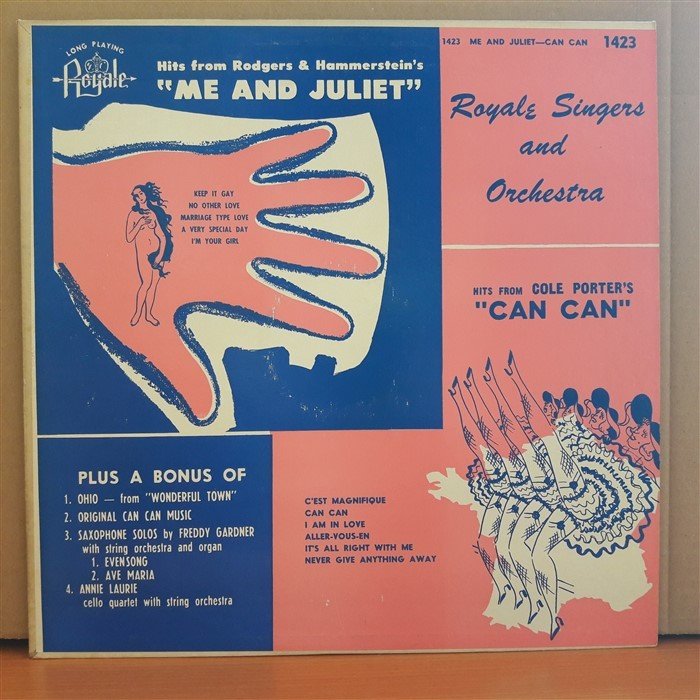 LONG PLAYING
Royale
Hits from Rodgers & Hammerstein's
"ME AND JULIET"
KEEP IT GAY
NO OTHER LOVE
MARRIAGE TYPE LOVE
A VERY SPECIAL DAY
I'M YOUR GIRL
1423 ME AND JULIET—CAN CAN 1423
Royale Singers
and
Orchestra
HITS FROM COLE PORTER'S
"CAN CAN"
PLUS A BONUS OF
1. OHIO — from "WONDERFUL TOWN"
2. ORIGINAL CAN CAN MUSIC
3. SAXOPHONE SOLOS by FREDDY GARDNER
with string orchestra and organ
1. EVENSONG
2. AVE MARIA
4. ANNIE LAURIE
cello quartet with string orchestra
C'EST MAGNIFIQUE
CAN CAN
I AM IN LOVE
ALLER-VOUS-EN
IT'S ALL RIGHT WITH ME
NEVER GIVE ANYTHING AWAY